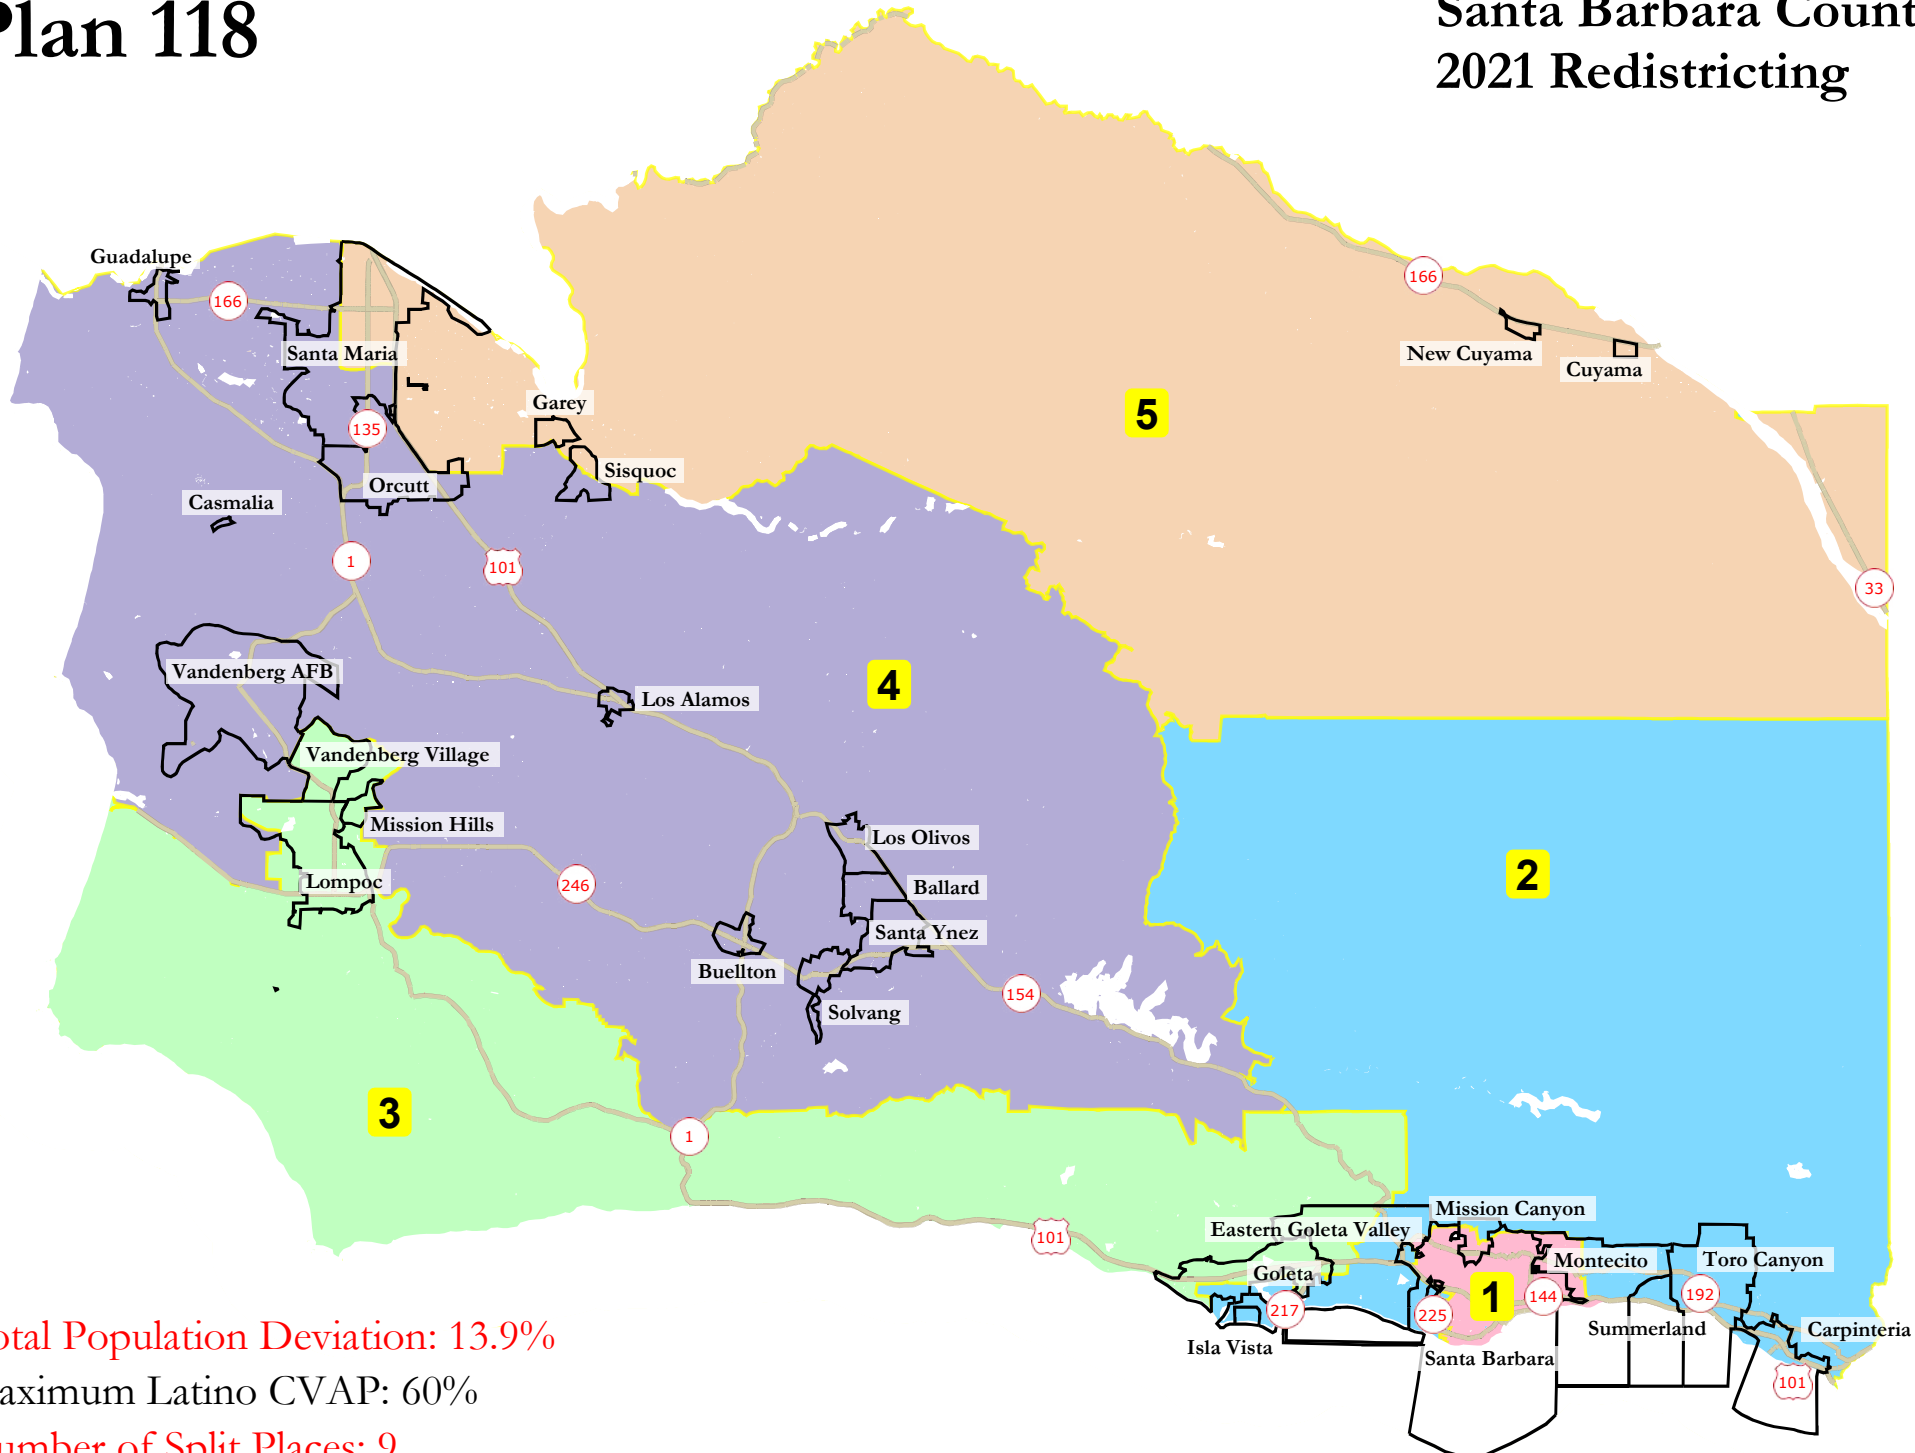 Plan 118
Santa Barbara Count
2021 Redistricting
Guadalupe
166
166
Santa Maria
New Cuyama
Cuyama
Garey
5
135
Sisquoc
Orcutt
Casmalia
1
101
33
Vandenberg AFB
4
Los Alamos
Vandenberg Village
Mission Hills
Los Olivos
2
Lompoc
246
Ballard
Santa Ynez
Buellton
154
Solvang
3
1
Mission Canyon
Eastern Goleta Valley
101
Montecito
Toro Canyon
Goleta
1
144
192
217
225
Summerland
Carpinteria
Isla Vista
Santa Barbara
101
otal Population Deviation: 13.9%
aximum Latino CVAP: 60%
umber of Split Places: 9